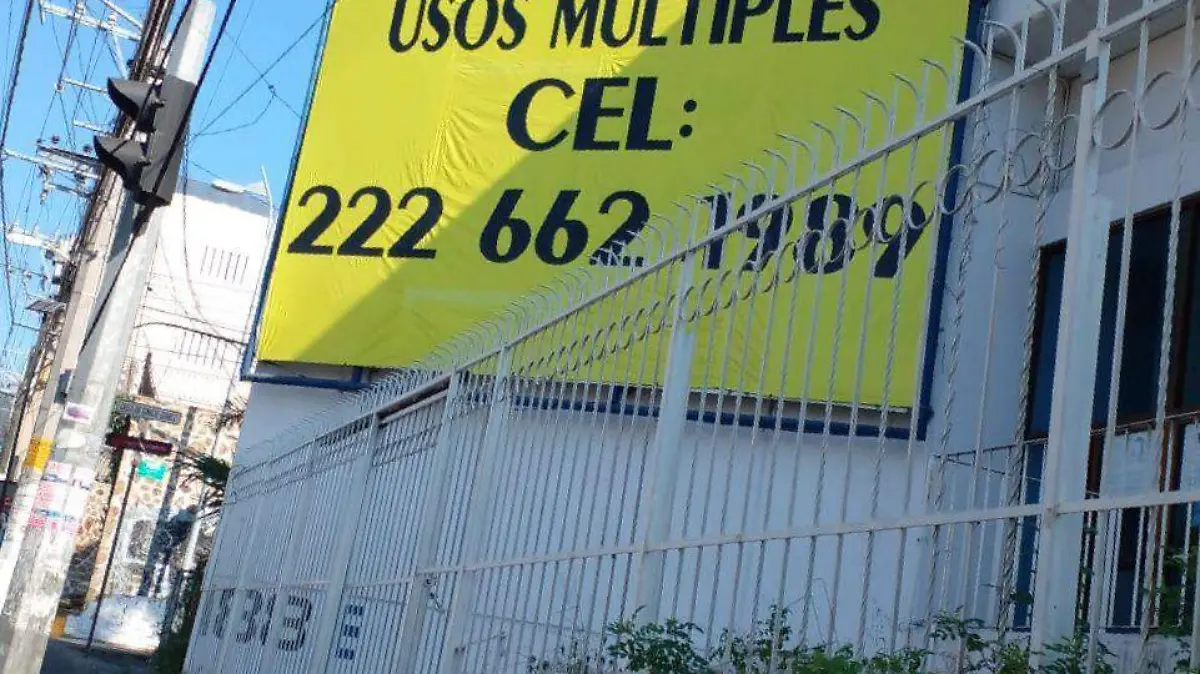 USOS MULTIPLES
CEL:
222 662 1989